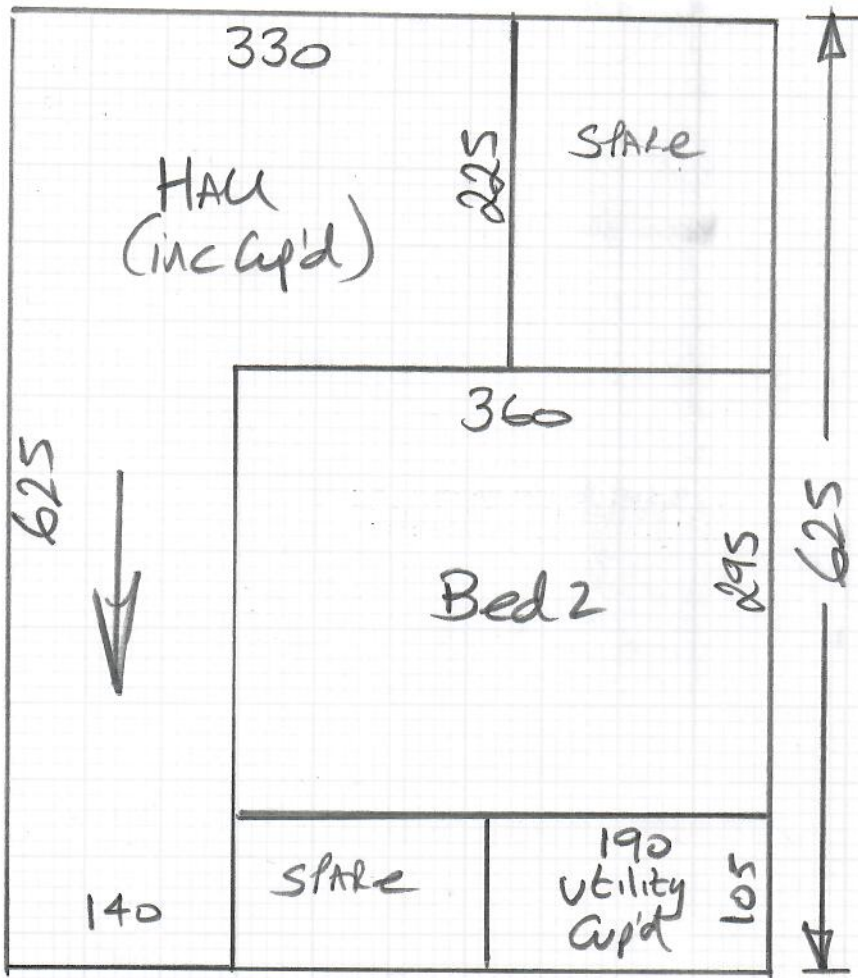 330
225
SPARe
HALL
(inc Cup'd)
360
625
625
295
Bed 2
SPARe
190
utility
Cup'd
105
140